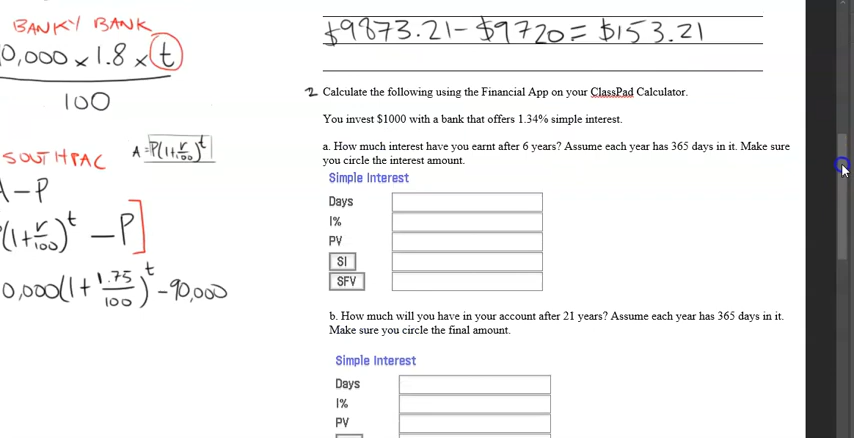 $9873.21 - $9720 = $153.21
BANKY BANK
0,000 x 1.8 x t
100
2 Calculate the following using the Financial App on your ClassPad Calculator.
You invest $1000 with a bank that offers 1.34% simple interest.
a. How much interest have you earnt after 6 years? Assume each year has 365 days in it. Make sure
you circle the interest amount.
SOUTHPAC A = P(1+r/100)^t
A - P
(1+r/100)^t - P]
0,000(1 + 1.75/100)^t - 90,000
Simple Interest
Days
I%
PV
SI
SFV
b. How much will you have in your account after 21 years? Assume each year has 365 days in it.
Make sure you circle the final amount.
Simple Interest
Days
I%
PV